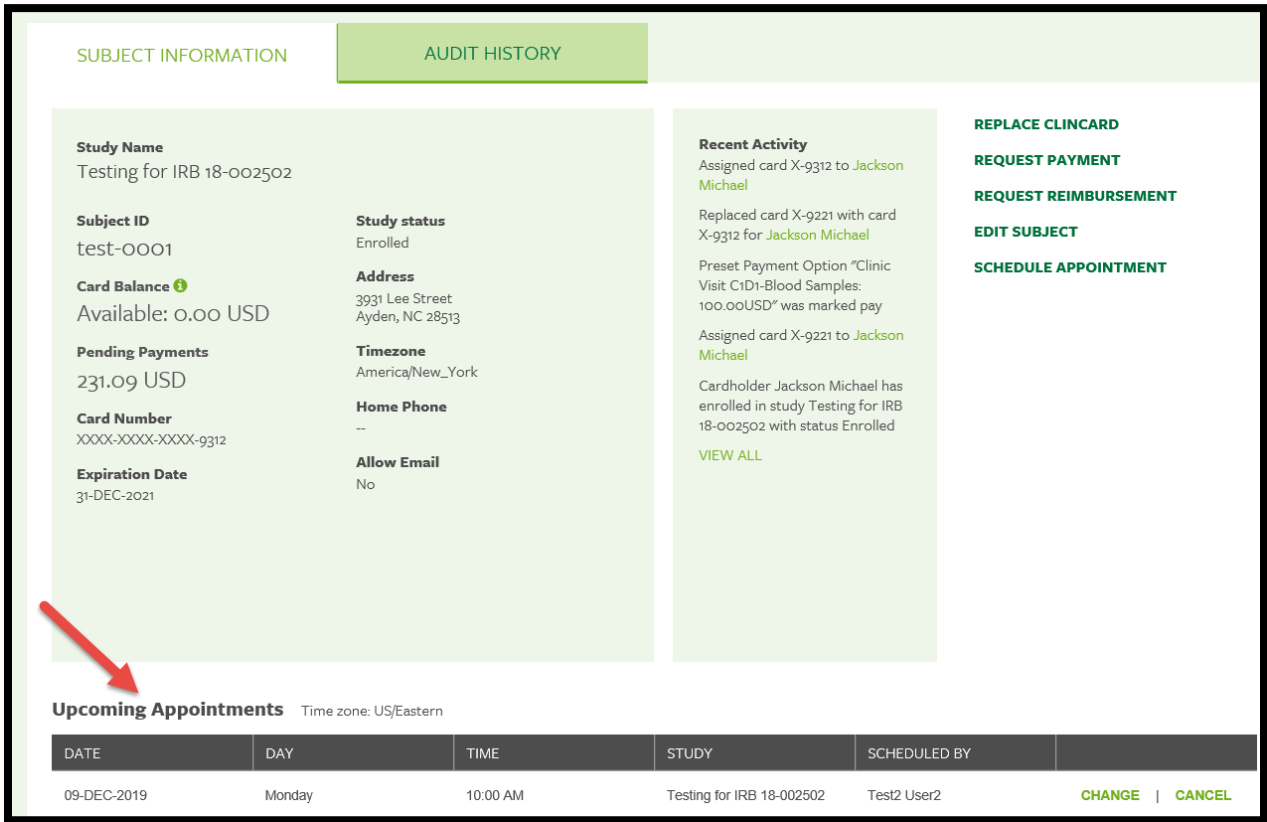 SUBJECT INFORMATION
AUDIT HISTORY
Study Name
Testing for IRB 18-002502
Subject ID
test-0001
Card Balance i
Available: 0.00 USD
Pending Payments
231.09 USD
Card Number
XXXX-XXXX-XXXX-9312
Expiration Date
31-DEC-2021
Study status
Enrolled
Address
3931 Lee Street
Ayden, NC 28513
Timezone
America/New_York
Home Phone
--
Allow Email
No
Recent Activity
Assigned card X-9312 to Jackson
Michael
Replaced card X-9221 with card
X-9312 for Jackson Michael
Preset Payment Option "Clinic
Visit C1D1-Blood Samples:
100.00USD" was marked pay
Assigned card X-9221 to Jackson
Michael
Cardholder Jackson Michael has
enrolled in study Testing for IRB
18-002502 with status Enrolled
VIEW ALL
REPLACE CLINCARD
REQUEST PAYMENT
REQUEST REIMBURSEMENT
EDIT SUBJECT
SCHEDULE APPOINTMENT
Upcoming Appointments Time zone: US/Eastern
DATE DAY TIME STUDY SCHEDULED BY
09-DEC-2019 Monday 10:00 AM Testing for IRB 18-002502 Test2 User2 CHANGE | CANCEL